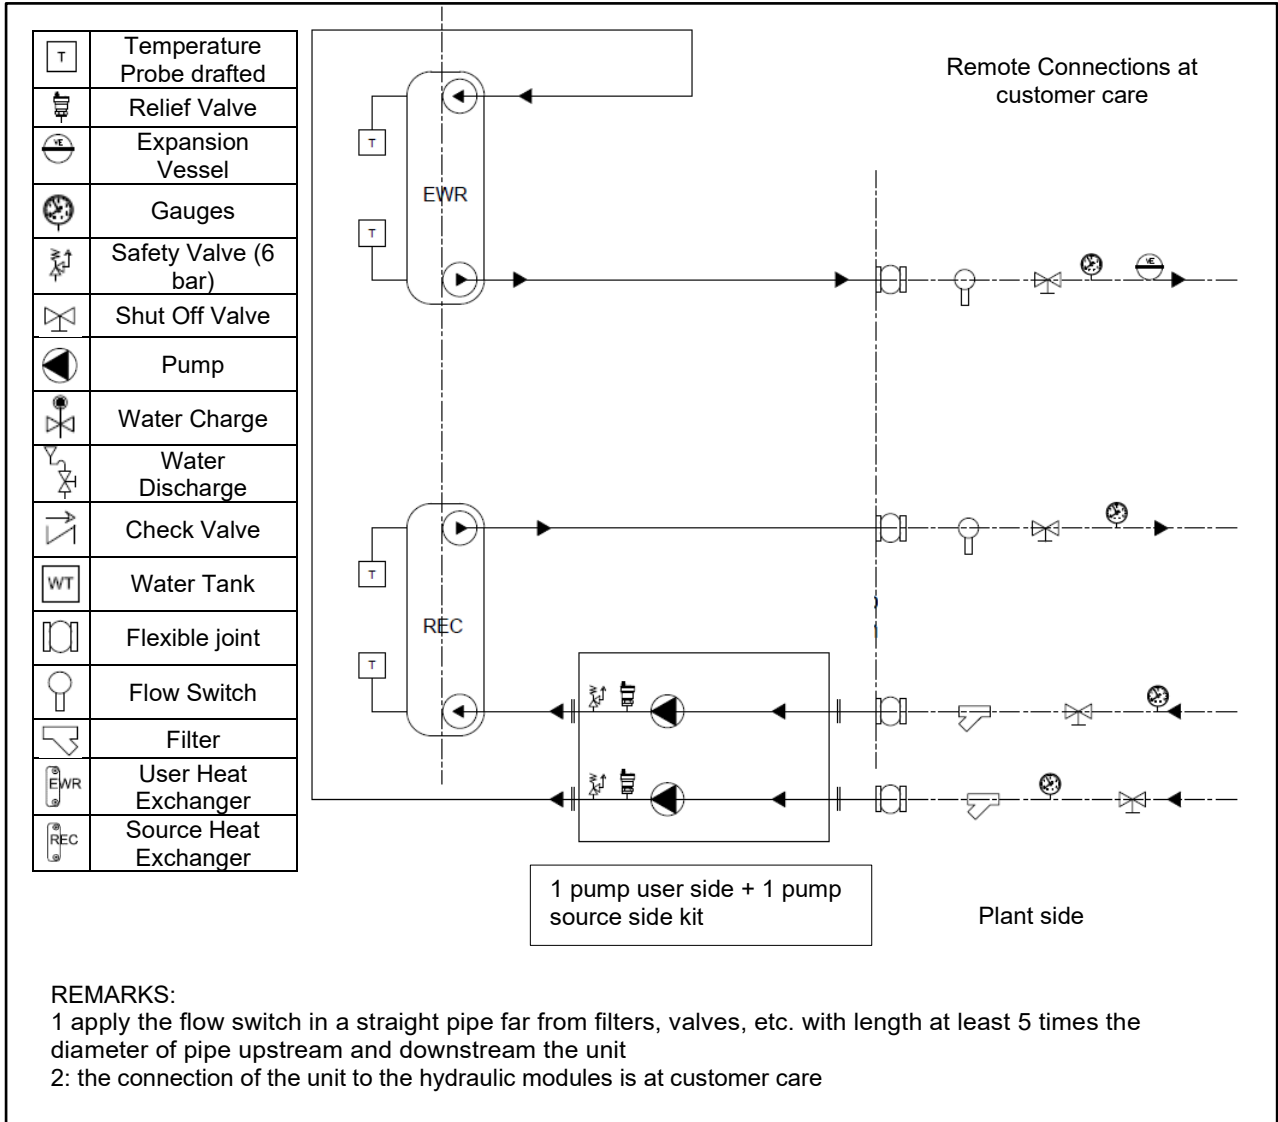 T
Temperature
Probe drafted
Relief Valve
VE
Expansion
Vessel
Gauges
Safety Valve (6
bar)
Shut Off Valve
Pump
Water Charge
Water
Discharge
Check Valve
WT
Water Tank
Flexible joint
Flow Switch
Filter
EWR
User Heat
Exchanger
REC
Source Heat
Exchanger
Remote Connections at
customer care
T
EWR
T
VE
T
REC
T
1 pump user side + 1 pump
source side kit
Plant side
REMARKS:
1 apply the flow switch in a straight pipe far from filters, valves, etc. with length at least 5 times the
diameter of pipe upstream and downstream the unit
2: the connection of the unit to the hydraulic modules is at customer care